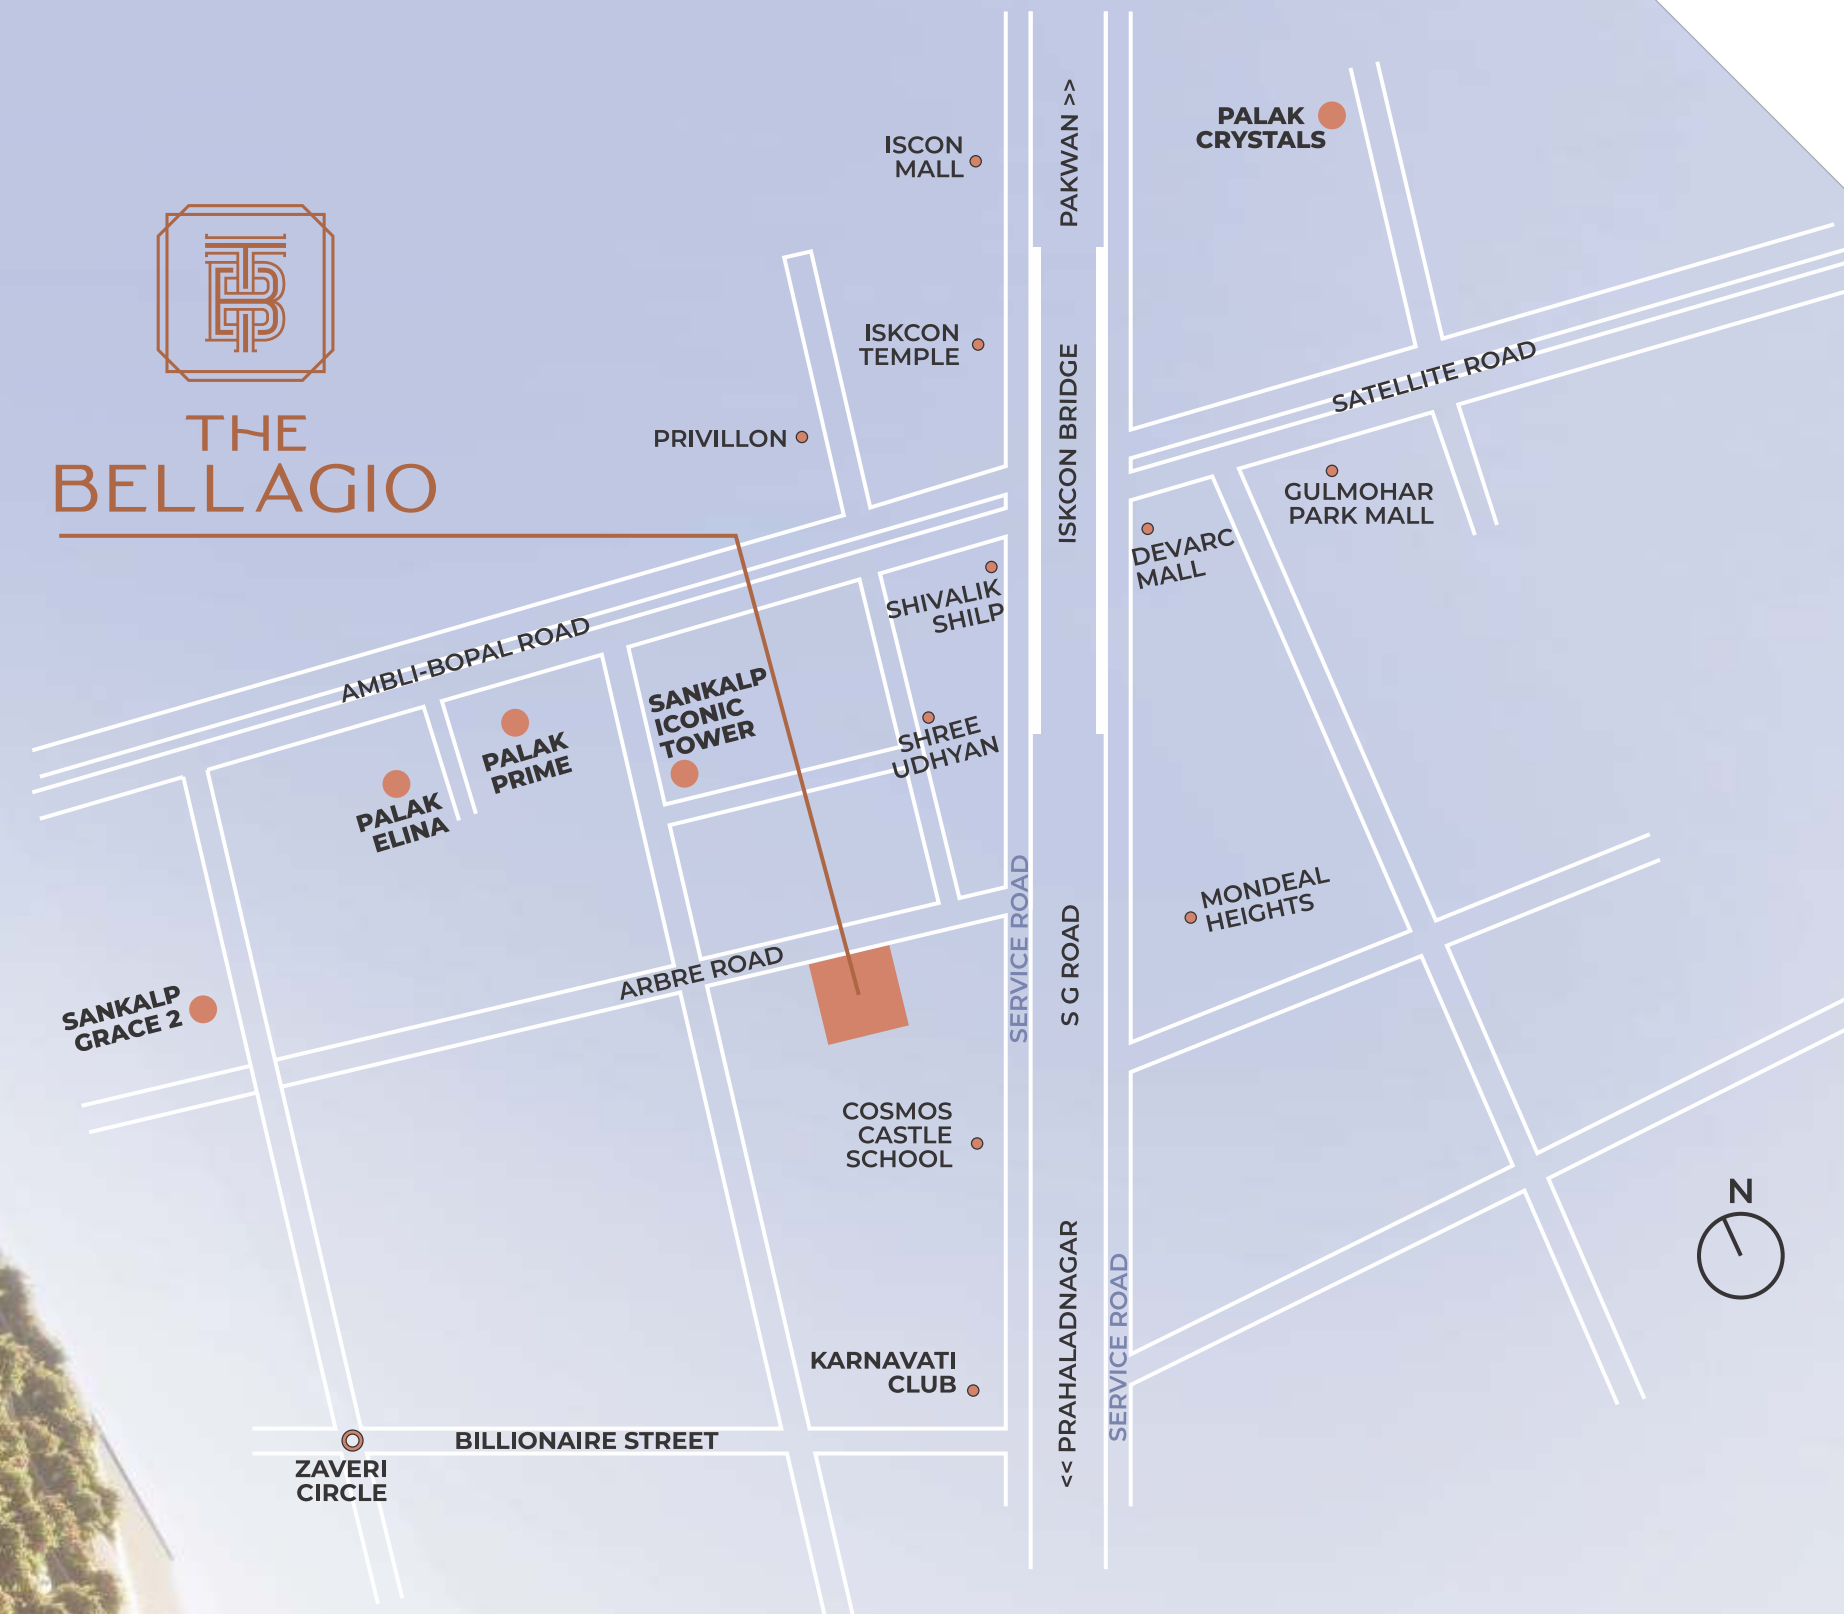 PAKWAN >>
PALAK
CRYSTALS
ISCON
MALL
TB
THE
BELLAGIO
ISKCON
TEMPLE
ISKCON BRIDGE
SATELLITE ROAD
PRIVILLON
GULMOHAR
PARK MALL
DEVARC
MALL
SHIVALIK
SHILP
AMBLI-BOPAL ROAD
SANKALP
ICONIC
TOWER
SHREE
UDHYAN
PALAK
PRIME
PALAK
ELINA
SERVICE ROAD
S G ROAD
MONDEAL
HEIGHTS
ARBRE ROAD
SANKALP
GRACE 2
COSMOS
CASTLE
SCHOOL
N
<< PRAHALADNAGAR
SERVICE ROAD
KARNAVATI
CLUB
BILLIONAIRE STREET
ZAVERI
CIRCLE